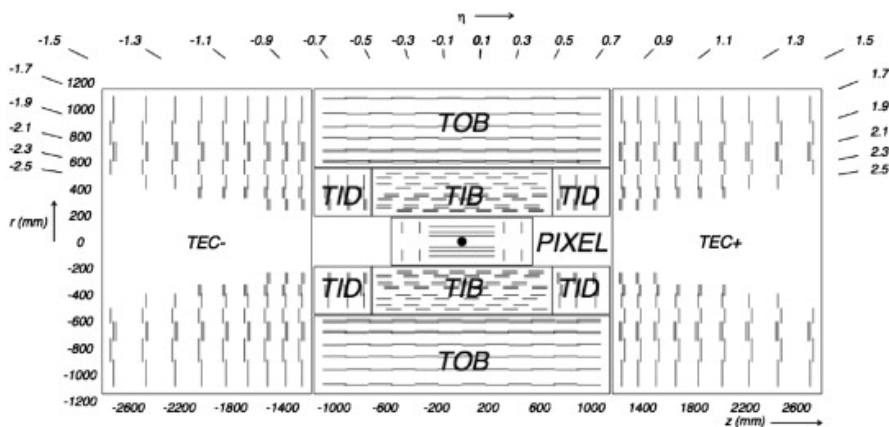 η
-1.5 -1.3 -1.1 -0.9 -0.7 -0.5 -0.3 -0.1 0.1 0.3 0.5 0.7 0.9 1.1 1.3 1.5
-1.7 1.7
1200
-1.9 1000 1.9
-2.1 800 TOB 2.1
-2.3 600 2.3
-2.5 2.5
400 TID TIB TID
r (mm) 200
0 TEC- PIXEL TEC+
-200
-400 TID TIB TID
-600
-800 TOB
-1000
-1200
-2600 -2200 -1800 -1400 -1000 -600 -200 200 600 1000 1400 1800 2200 2600
z (mm)